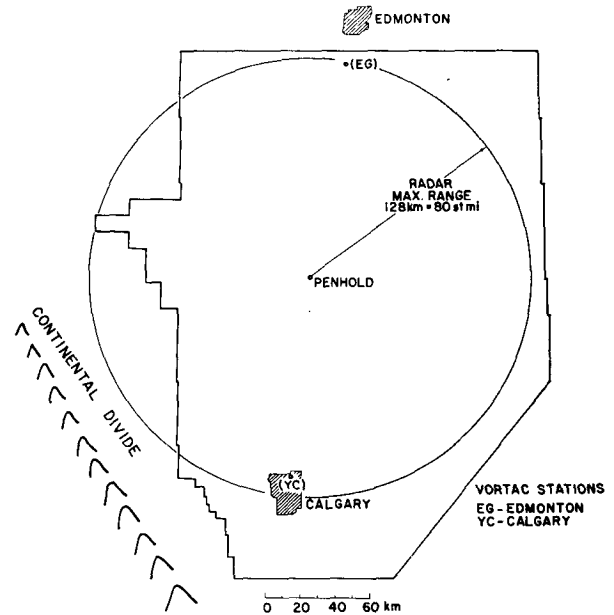 EDMONTON
(EG)
RADAR
MAX. RANGE
128km = 80 st mi
PENHOLD
CONTINENTAL DIVIDE
(YC)
CALGARY
VORTAC STATIONS
EG - EDMONTON
YC - CALGARY
0 20 40 60 km